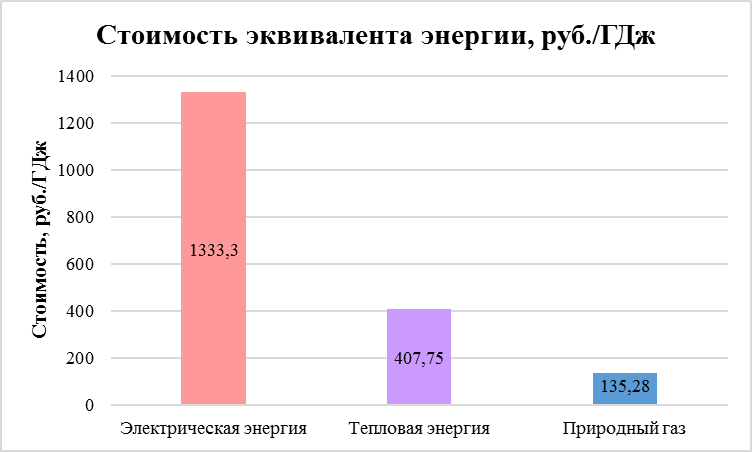 Стоимость эквивалента энергии, руб./ГДж
Стоимость, руб./ГДж
1400
1200
1000
800
600
400
200
0
1333,3
407,75
135,28
Электрическая энергия
Тепловая энергия
Природный газ